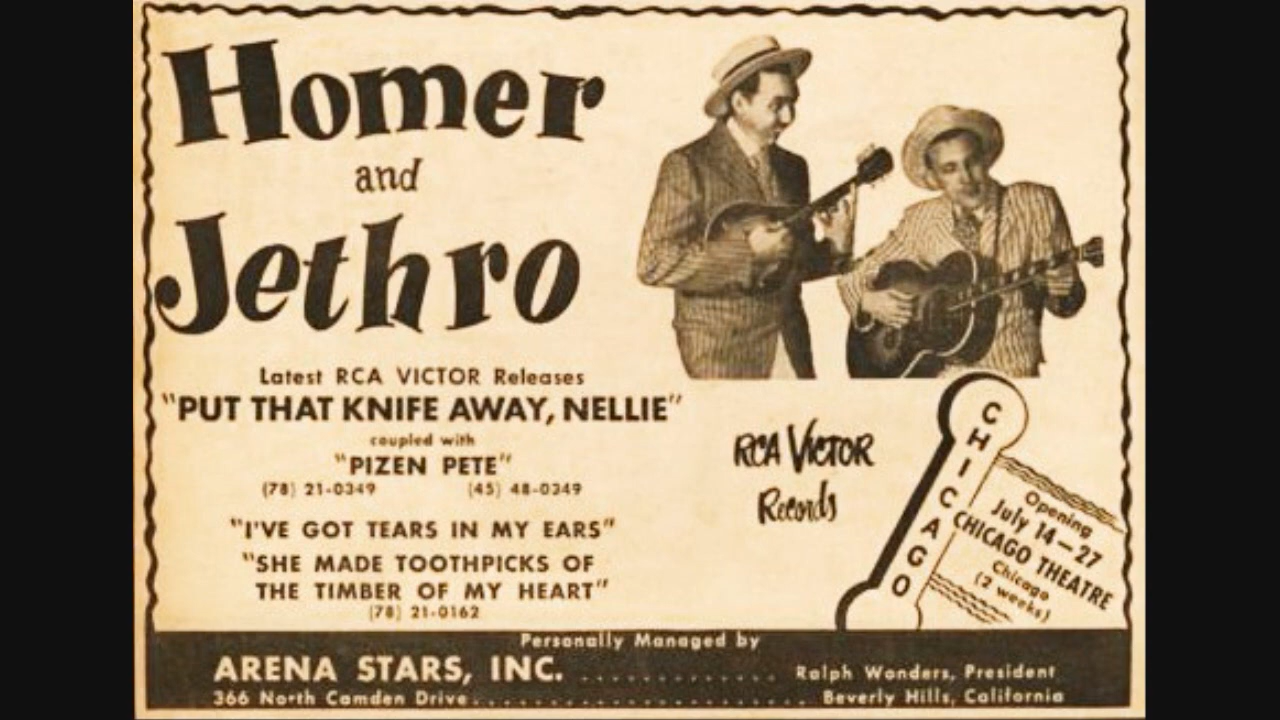 Homer
and
Jethro
Latest RCA VICTOR Releases
"PUT THAT KNIFE AWAY, NELLIE"
coupled with
"PIZEN PETE"
(78) 21-0349 (45) 48-0349
"I'VE GOT TEARS IN MY EARS"
"SHE MADE TOOTHPICKS OF
THE TIMBER OF MY HEART"
(78) 21-0162
RCA VICTOR
Records
CHICAGO
Opening
July 14-27
CHICAGO THEATRE
Chicago
(2 weeks)
Personally Managed by
ARENA STARS, INC. .............. Ralph Wonders, President
366 North Camden Drive.............................. Beverly Hills, California